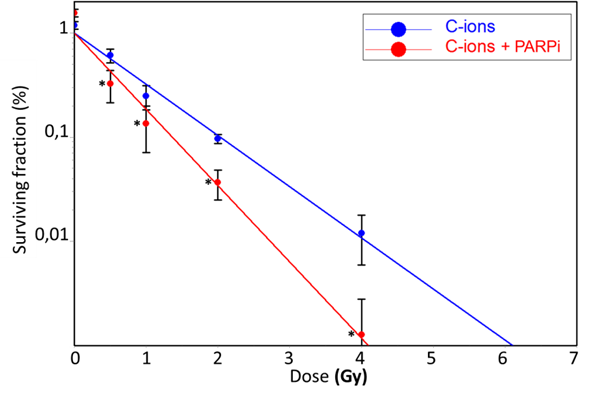 C-ions
C-ions + PARPi
Surviving fraction (%)
1
0,1
0,01
*
*
*
*
0 1 2 3 4 5 6 7
Dose (Gy)